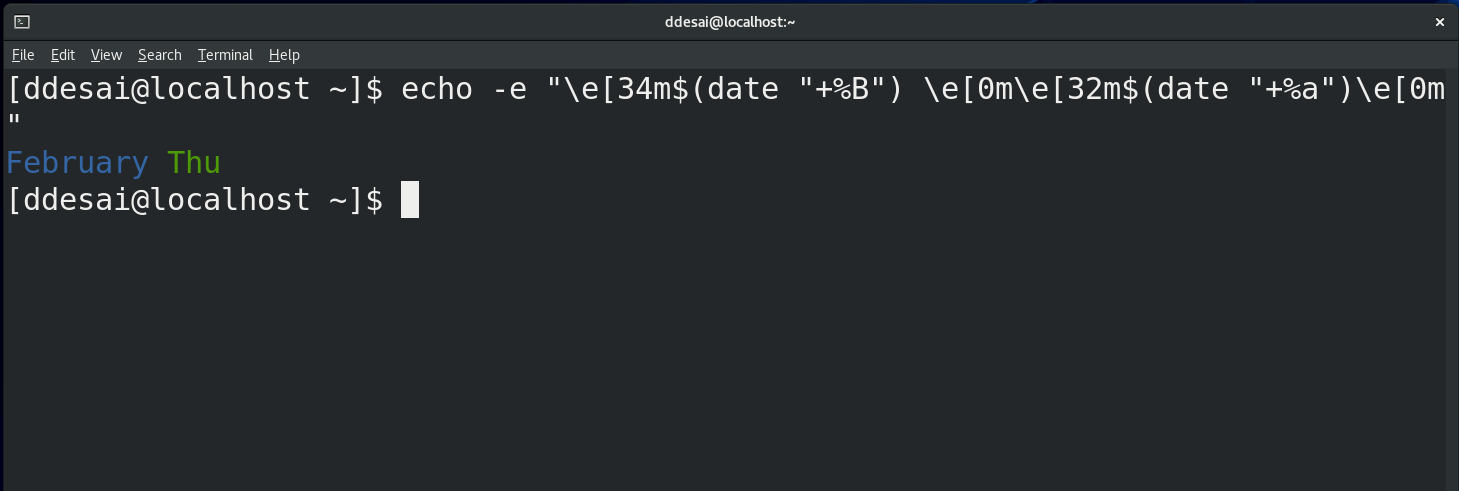 ddesai@localhost:~
File Edit View Search Terminal Help
[ddesai@localhost ~]$ echo -e "\e[34m$(date "+%B") \e[0m\e[32m$(date "+%a")\e[0m
"
February Thu
[ddesai@localhost ~]$